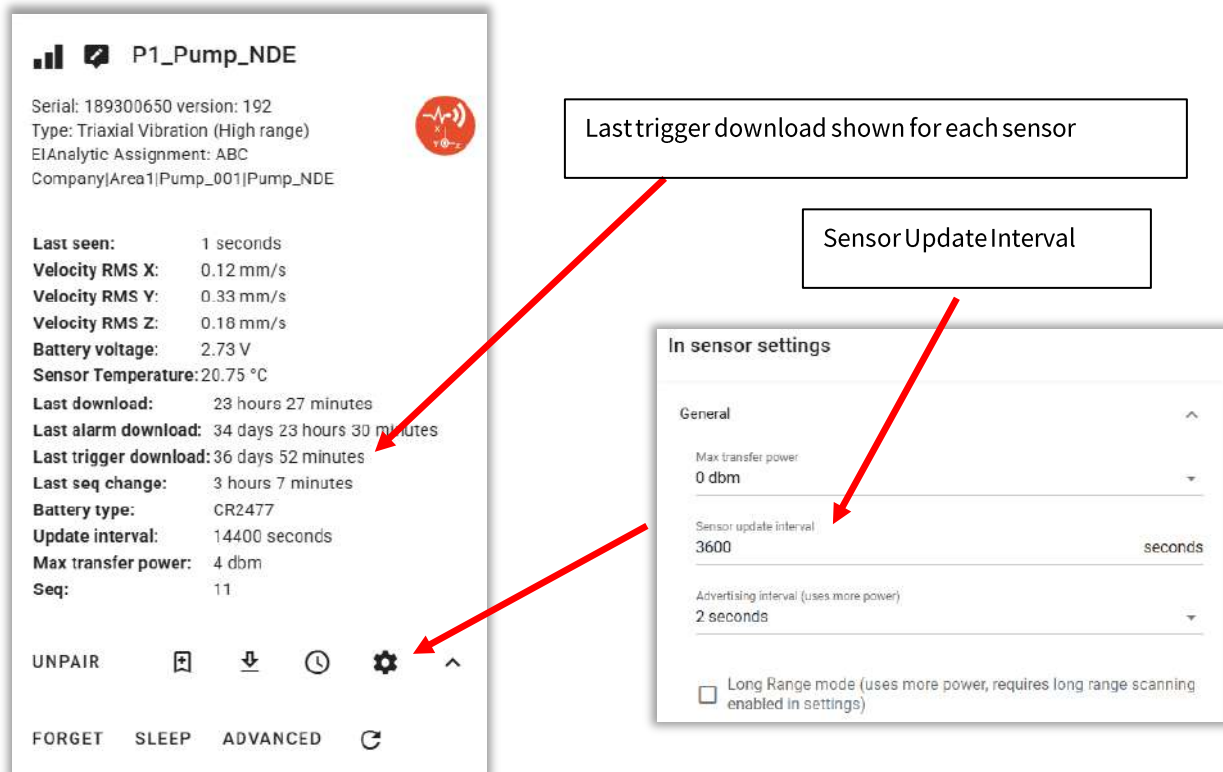 P1_Pump_NDE
Serial: 189300650 version: 192
Type: Triaxial Vibration (High range)
EIAnalytic Assignment: ABC
Company|Area1|Pump_001|Pump_NDE
X
Y
Z
Last seen: 1 seconds
Velocity RMS X: 0.12 mm/s
Velocity RMS Y: 0.33 mm/s
Velocity RMS Z: 0.18 mm/s
Battery voltage: 2.73 V
Sensor Temperature: 20.75 °C
Last download: 23 hours 27 minutes
Last alarm download: 34 days 23 hours 30 minutes
Last trigger download: 36 days 52 minutes
Last seq change: 3 hours 7 minutes
Battery type: CR2477
Update interval: 14400 seconds
Max transfer power: 4 dbm
Seq: 11
UNPAIR
FORGET SLEEP ADVANCED
Last trigger download shown for each sensor
Sensor Update Interval
In sensor settings
General
Max transfer power
0 dbm
Sensor update interval
3600 seconds
Advertising interval (uses more power)
2 seconds
Long Range mode (uses more power, requires long range scanning
enabled in settings)